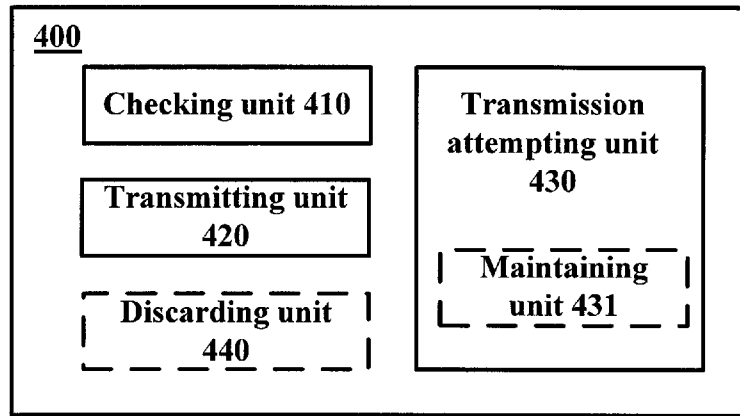 400
Checking unit 410
Transmitting unit
420
Discarding unit
440
Transmission
attempting unit
430
Maintaining
unit 431